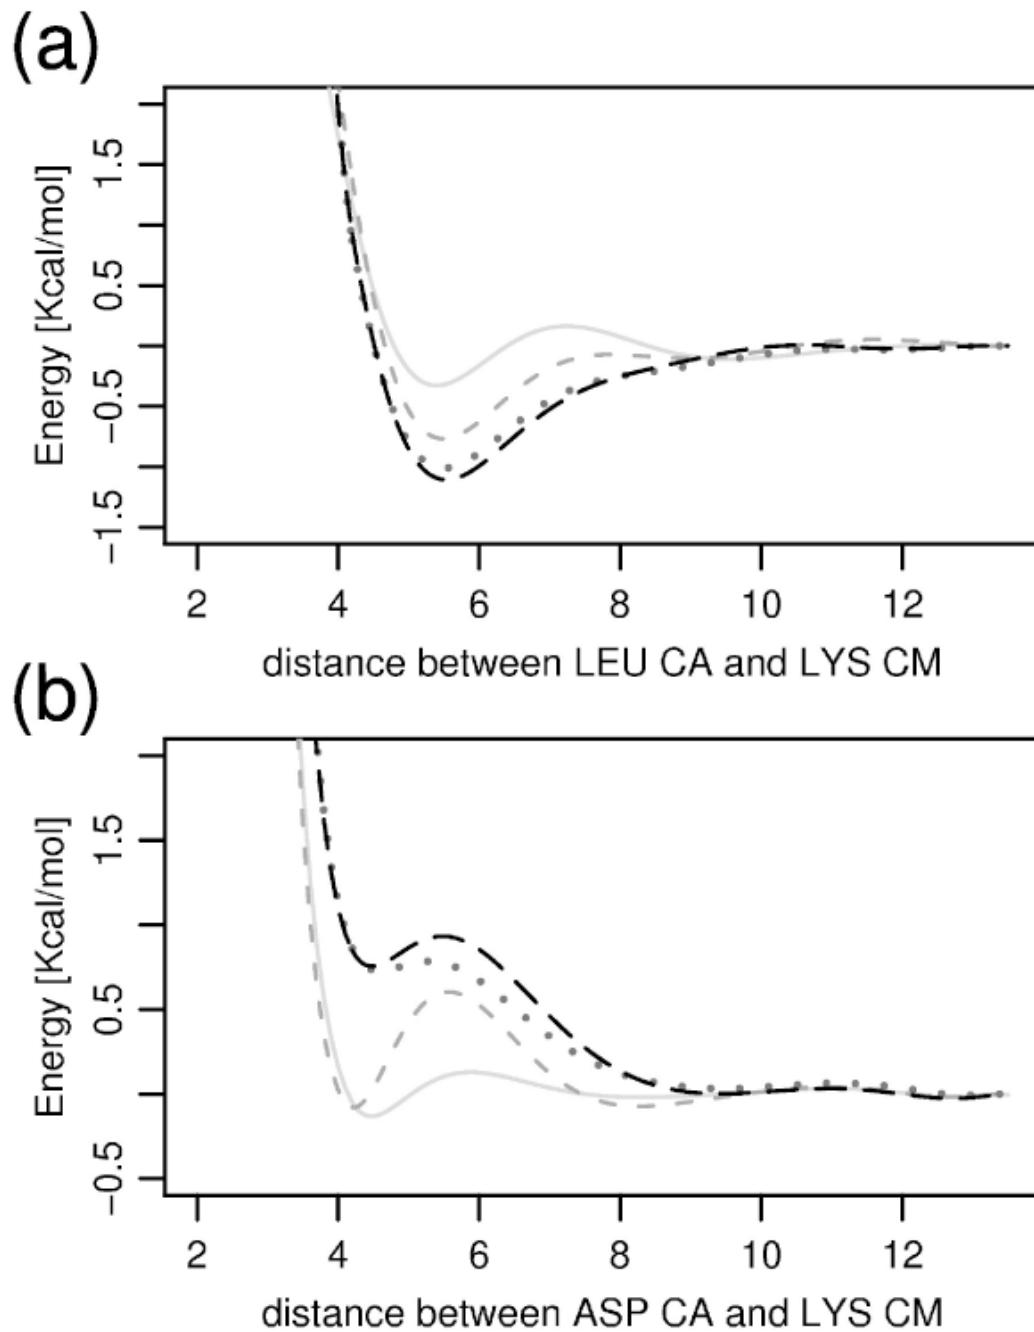 (a)
Energy [Kcal/mol]
1.5
0.5
−0.5
−1.5
2 4 6 8 10 12
distance between LEU CA and LYS CM
(b)
Energy [Kcal/mol]
1.5
0.5
−0.5
2 4 6 8 10 12
distance between ASP CA and LYS CM